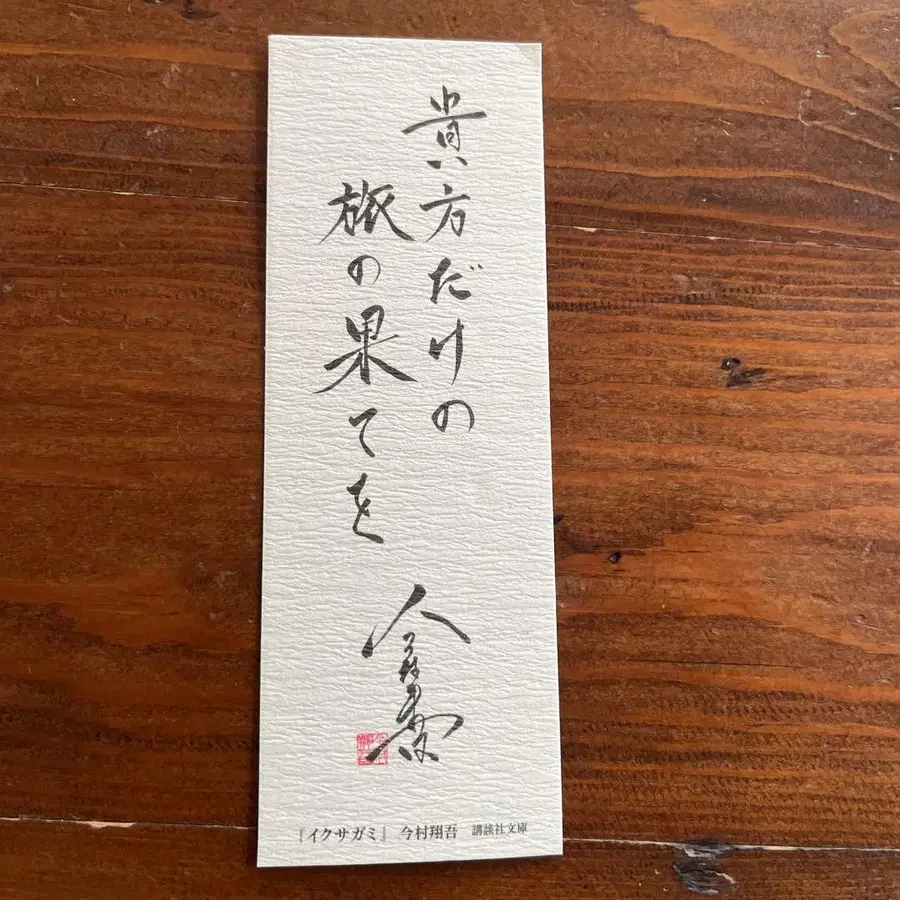 貴方だけの
旅の果てを
『イクサガミ』 今村翔吾 講談社文庫